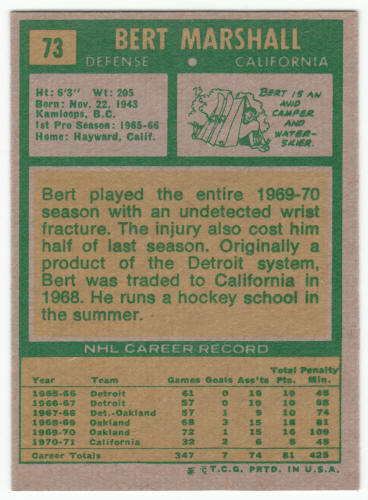 73 BERT MARSHALL
DEFENSE • CALIFORNIA
Ht: 6'3" Wt: 205
Born: Nov. 22, 1943
Kamloops, B.C.
1st Pro Season: 1965-66
Home: Hayward, Calif.
BERT IS AN
AVID
CAMPER
AND
WATER-
SKIER.
Bert played the entire 1969-70
season with an undetected wrist
fracture. The injury also cost him
half of last season. Originally a
product of the Detroit system,
Bert was traded to California in
1968. He runs a hockey school in
the summer.
NHL CAREER RECORD
Total Penalty
Year Team Games Goals Ass'ts Pts. Min.
1965-66 Detroit 61 0 19 19 45
1966-67 Detroit 57 0 10 10 68
1967-68 Det.-Oakland 57 1 9 10 74
1968-69 Oakland 68 3 15 18 81
1969-70 Oakland 72 1 15 16 109
1970-71 California 32 2 6 8 48
Career Totals 347 7 74 81 425
✱ © T.C.G. PRTD. IN U.S.A.